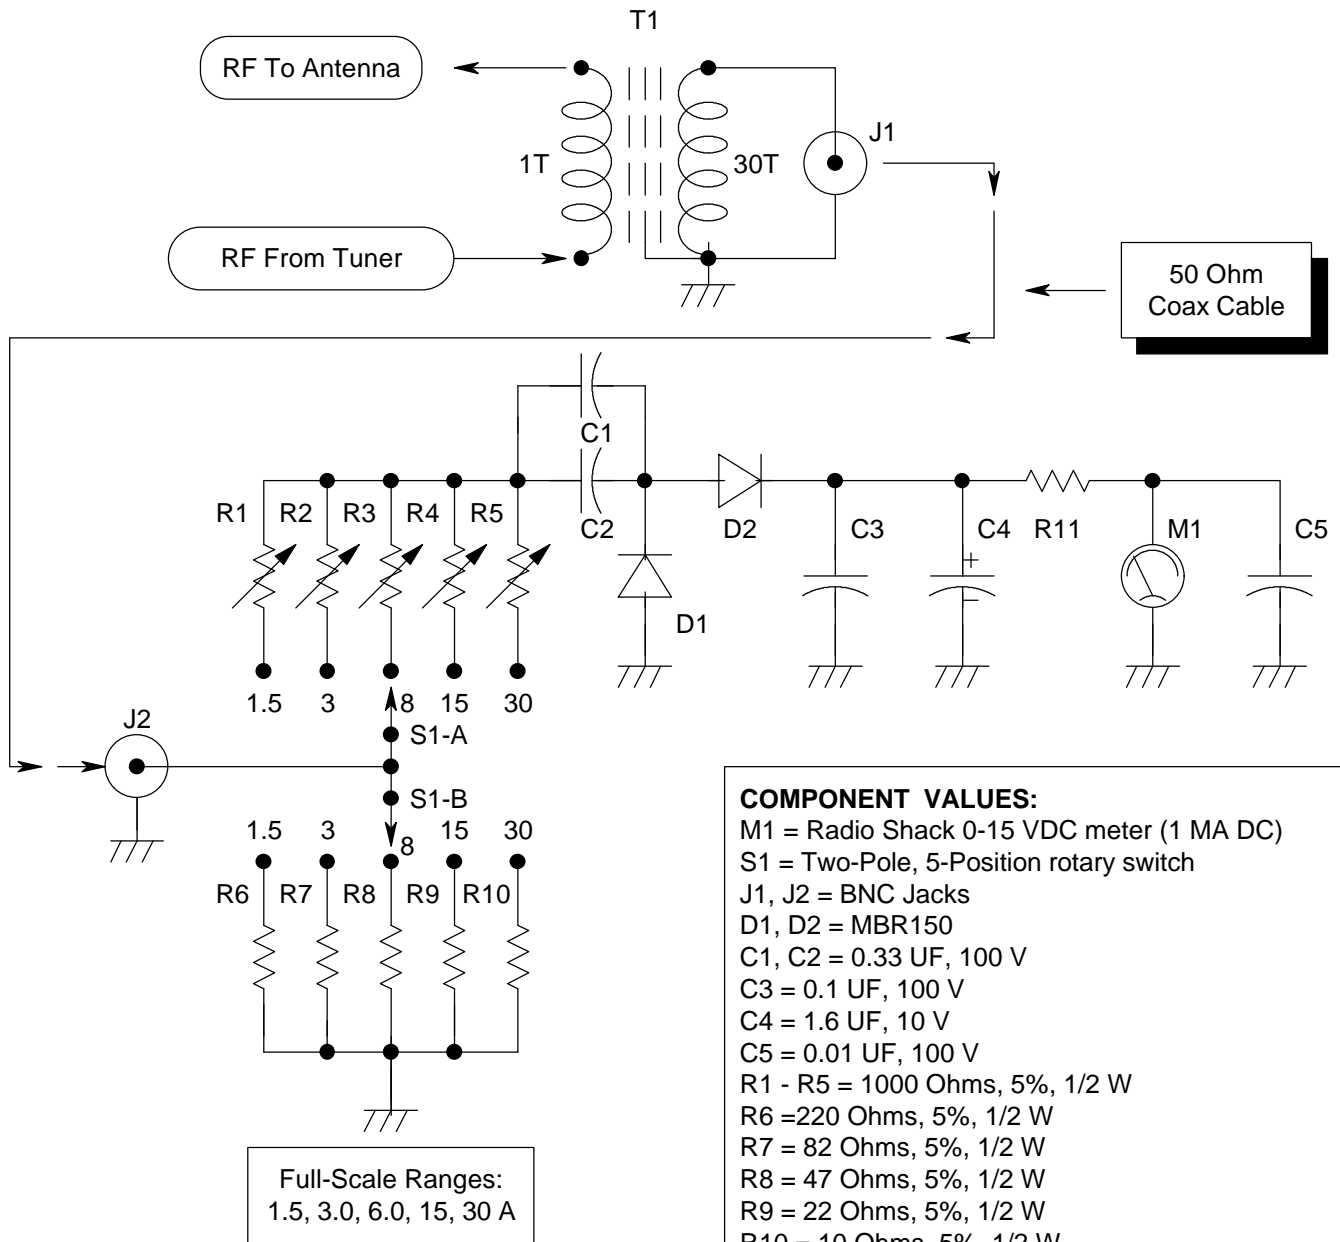 T1
RF To Antenna
J1
1T
30T
RF From Tuner
50 Ohm
Coax Cable
C1
R1
R2
R3
R4
R5
C2
D2
C3
C4
R11
M1
C5
+
D1
1.5
3
8
15
30
J2
S1-A
S1-B
1.5
3
8
15
30
R6
R7
R8
R9
R10
Full-Scale Ranges:
1.5, 3.0, 6.0, 15, 30 A
COMPONENT VALUES:
M1 = Radio Shack 0-15 VDC meter (1 MA DC)
S1 = Two-Pole, 5-Position rotary switch
J1, J2 = BNC Jacks
D1, D2 = MBR150
C1, C2 = 0.33 UF, 100 V
C3 = 0.1 UF, 100 V
C4 = 1.6 UF, 10 V
C5 = 0.01 UF, 100 V
R1 - R5 = 1000 Ohms, 5%, 1/2 W
R6 =220 Ohms, 5%, 1/2 W
R7 = 82 Ohms, 5%, 1/2 W
R8 = 47 Ohms, 5%, 1/2 W
R9 = 22 Ohms, 5%, 1/2 W
R10 = 10 Ohms, 5%, 1/2 W